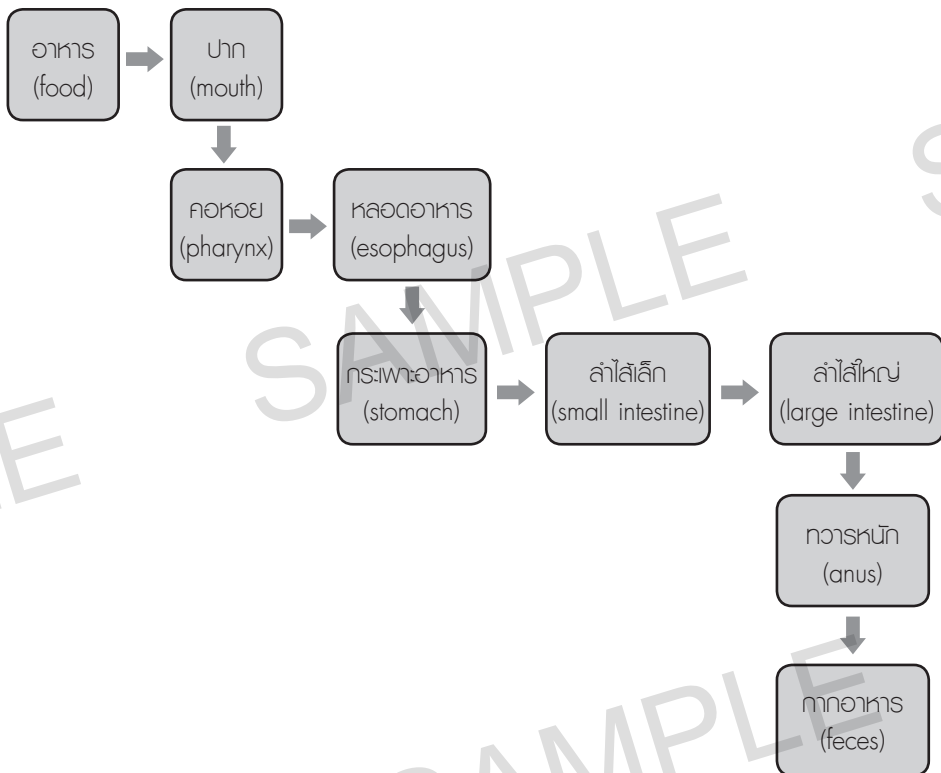 อาหาร
(food)
ปาก
(mouth)
คอหอย
(pharynx)
หลอดอาหาร
(esophagus)
กระเพาะอาหาร
(stomach)
ลำไส้เล็ก
(small intestine)
ลำไส้ใหญ่
(large intestine)
ทวารหนัก
(anus)
กากอาหาร
(feces)
SAMPLE
S
LE
SAMPLE